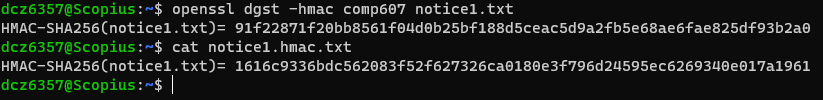 dcz6357@Scopius:~$ openssl dgst -hmac comp607 notice1.txt
HMAC-SHA256(notice1.txt)= 91f22871f20bb8561f04d0b25bf188d5ceac5d9a2fb5e68ae6fae825df93b2a0
dcz6357@Scopius:~$ cat notice1.hmac.txt
HMAC-SHA256(notice1.txt)= 1616c9336bdc562083f52f627326ca0180e3f796d24595ec6269340e017a1961
dcz6357@Scopius:~$